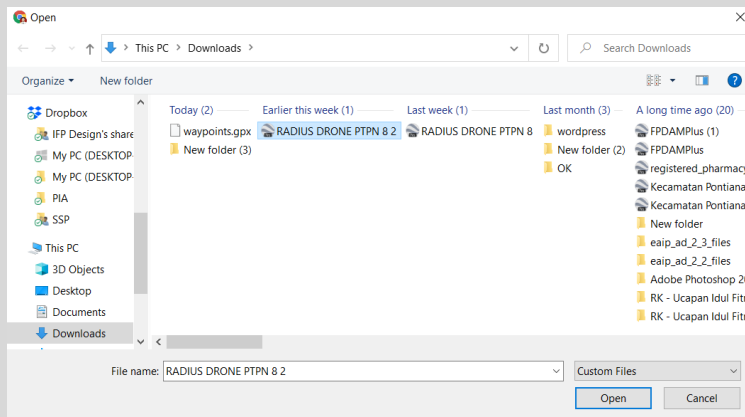 Open
This PC > Downloads >
Search Downloads
Organize
New folder
Dropbox
IFP Design's share
My PC (DESKTOP-
My PC (DESKTOP-
PIA
SSP
This PC
3D Objects
Desktop
Documents
Downloads
Today (2)
waypoints.gpx
New folder (3)
Earlier this week (1)
RADIUS DRONE PTPN 8 2
Last week (1)
RADIUS DRONE PTPN 8
Last month (3)
wordpress
New folder (2)
OK
A long time ago (20)
FPDAMPlus (1)
FPDAMPlus
registered_pharmacy
Kecamatan Pontiana
Kecamatan Pontiana
New folder
eaip_ad_2_3_files
eaip_ad_2_2_files
Adobe Photoshop 20
RK - Ucapan Idul Fitr
RK - Ucapan Idul Fitr
File name: RADIUS DRONE PTPN 8 2
Custom Files
Open
Cancel